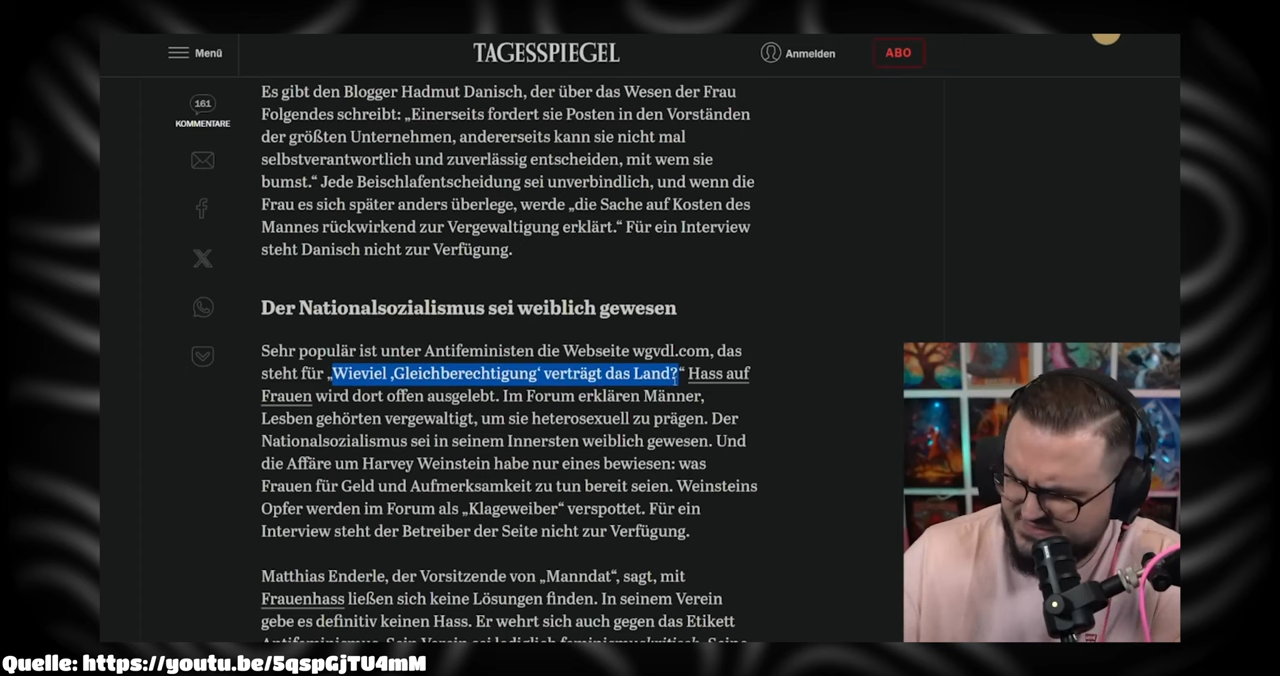 Menü
TAGESSPIEGEL
Anmelden
ABO
161
KOMMENTARE
Es gibt den Blogger Hadmut Danisch, der über das Wesen der Frau
Folgendes schreibt: „Einerseits fordert sie Posten in den Vorständen
der größten Unternehmen, andererseits kann sie nicht mal
selbstverantwortlich und zuverlässig entscheiden, mit wem sie
bumst.“ Jede Beischlafentscheidung sei unverbindlich, und wenn die
Frau es sich später anders überlege, werde „die Sache auf Kosten des
Mannes rückwirkend zur Vergewaltigung erklärt.“ Für ein Interview
steht Danisch nicht zur Verfügung.
Der Nationalsozialismus sei weiblich gewesen
Sehr populär ist unter Antifeministen die Webseite wgvdl.com, das
steht für „Wieviel ‚Gleichberechtigung‘ verträgt das Land?“ Hass auf
Frauen wird dort offen ausgelebt. Im Forum erklären Männer,
Lesben gehörten vergewaltigt, um sie heterosexuell zu prägen. Der
Nationalsozialismus sei in seinem Innersten weiblich gewesen. Und
die Affäre um Harvey Weinstein habe nur eines bewiesen: was
Frauen für Geld und Aufmerksamkeit zu tun bereit seien. Weinsteins
Opfer werden im Forum als „Klageweiber“ verspottet. Für ein
Interview steht der Betreiber der Seite nicht zur Verfügung.
Matthias Enderle, der Vorsitzende von „Manndat“, sagt, mit
Frauenhass ließen sich keine Lösungen finden. In seinem Verein
gebe es definitiv keinen Hass. Er wehrt sich auch gegen das Etikett
Antifeminismus. Sein Verein sei lediglich feminismuskritisch. Seine
Quelle: https://youtu.be/5qspGjTU4mM